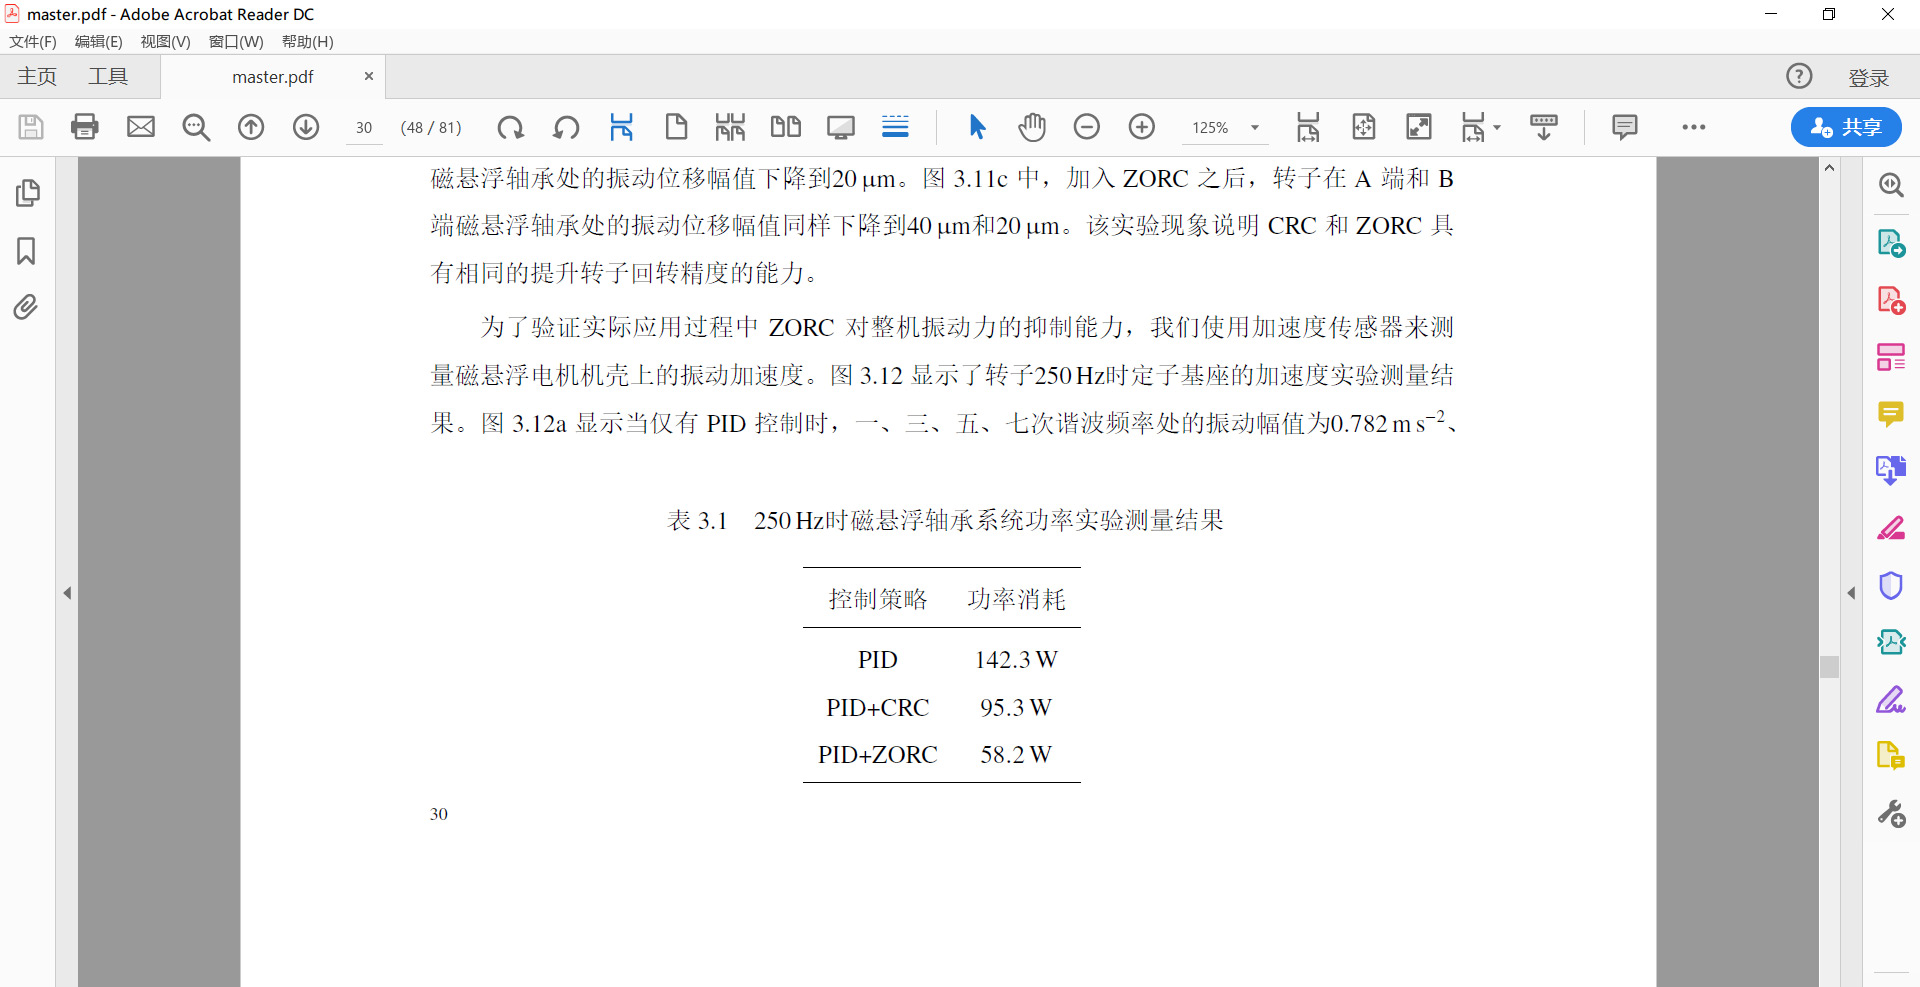 master.pdf - Adobe Acrobat Reader DC
文件(F) 编辑(E) 视图(V) 窗口(W) 帮助(H)
主页 工具 master.pdf × 登录
30 (48 / 81) 125% 共享
磁悬浮轴承处的振动位移幅值下降到20 μm。图 3.11c 中，加入 ZORC 之后，转子在 A 端和 B
端磁悬浮轴承处的振动位移幅值同样下降到40 μm和20 μm。该实验现象说明 CRC 和 ZORC 具
有相同的提升转子回转精度的能力。
为了验证实际应用过程中 ZORC 对整机振动力的抑制能力，我们使用加速度传感器来测
量磁悬浮电机机壳上的振动加速度。图 3.12 显示了转子250 Hz时定子基座的加速度实验测量结
果。图 3.12a 显示当仅有 PID 控制时，一、三、五、七次谐波频率处的振动幅值为0.782 m s⁻²、
表 3.1 250 Hz时磁悬浮轴承系统功率实验测量结果
控制策略 功率消耗
PID 142.3 W
PID+CRC 95.3 W
PID+ZORC 58.2 W
30